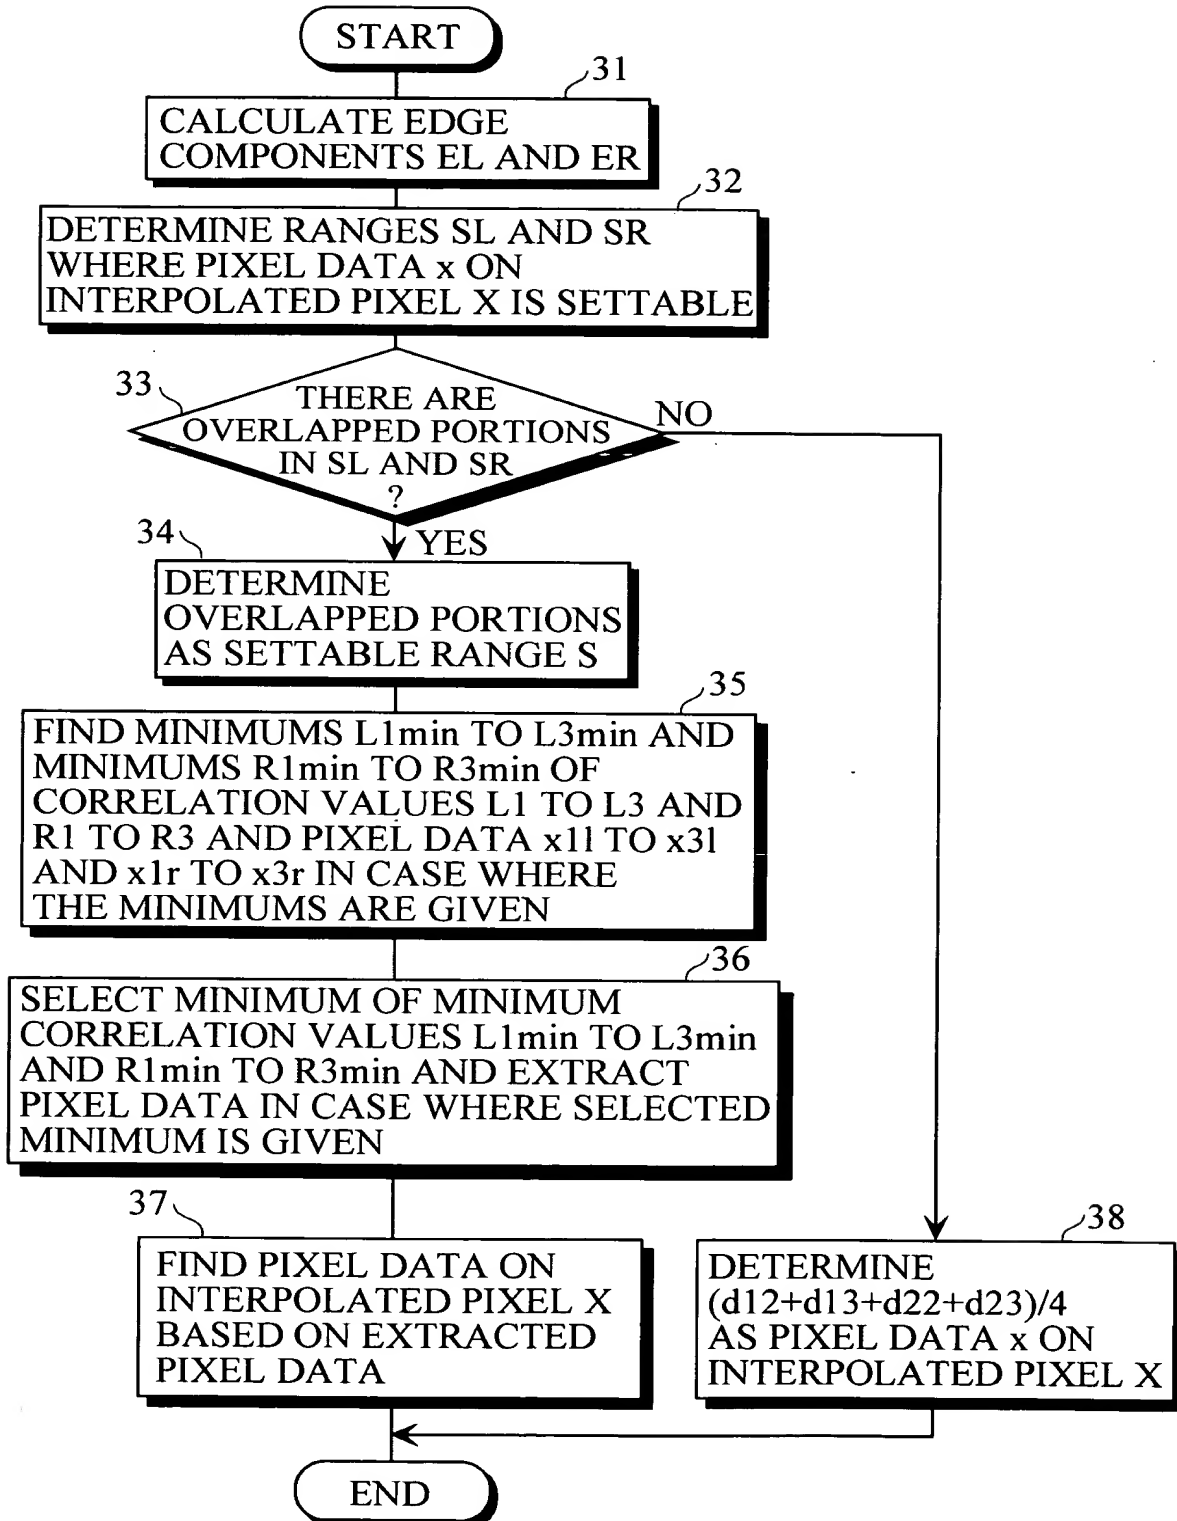 START
31
CALCULATE EDGE
COMPONENTS EL AND ER
32
DETERMINE RANGES SL AND SR
WHERE PIXEL DATA x ON
INTERPOLATED PIXEL X IS SETTABLE
33
THERE ARE
OVERLAPPED PORTIONS
IN SL AND SR
?
NO
YES
34
DETERMINE
OVERLAPPED PORTIONS
AS SETTABLE RANGE S
35
FIND MINIMUMS L1min TO L3min AND
MINIMUMS R1min TO R3min OF
CORRELATION VALUES L1 TO L3 AND
R1 TO R3 AND PIXEL DATA x1l TO x3l
AND x1r TO x3r IN CASE WHERE
THE MINIMUMS ARE GIVEN
36
SELECT MINIMUM OF MINIMUM
CORRELATION VALUES L1min TO L3min
AND R1min TO R3min AND EXTRACT
PIXEL DATA IN CASE WHERE SELECTED
MINIMUM IS GIVEN
37
FIND PIXEL DATA ON
INTERPOLATED PIXEL X
BASED ON EXTRACTED
PIXEL DATA
38
DETERMINE
(d12+d13+d22+d23)/4
AS PIXEL DATA x ON
INTERPOLATED PIXEL X
END